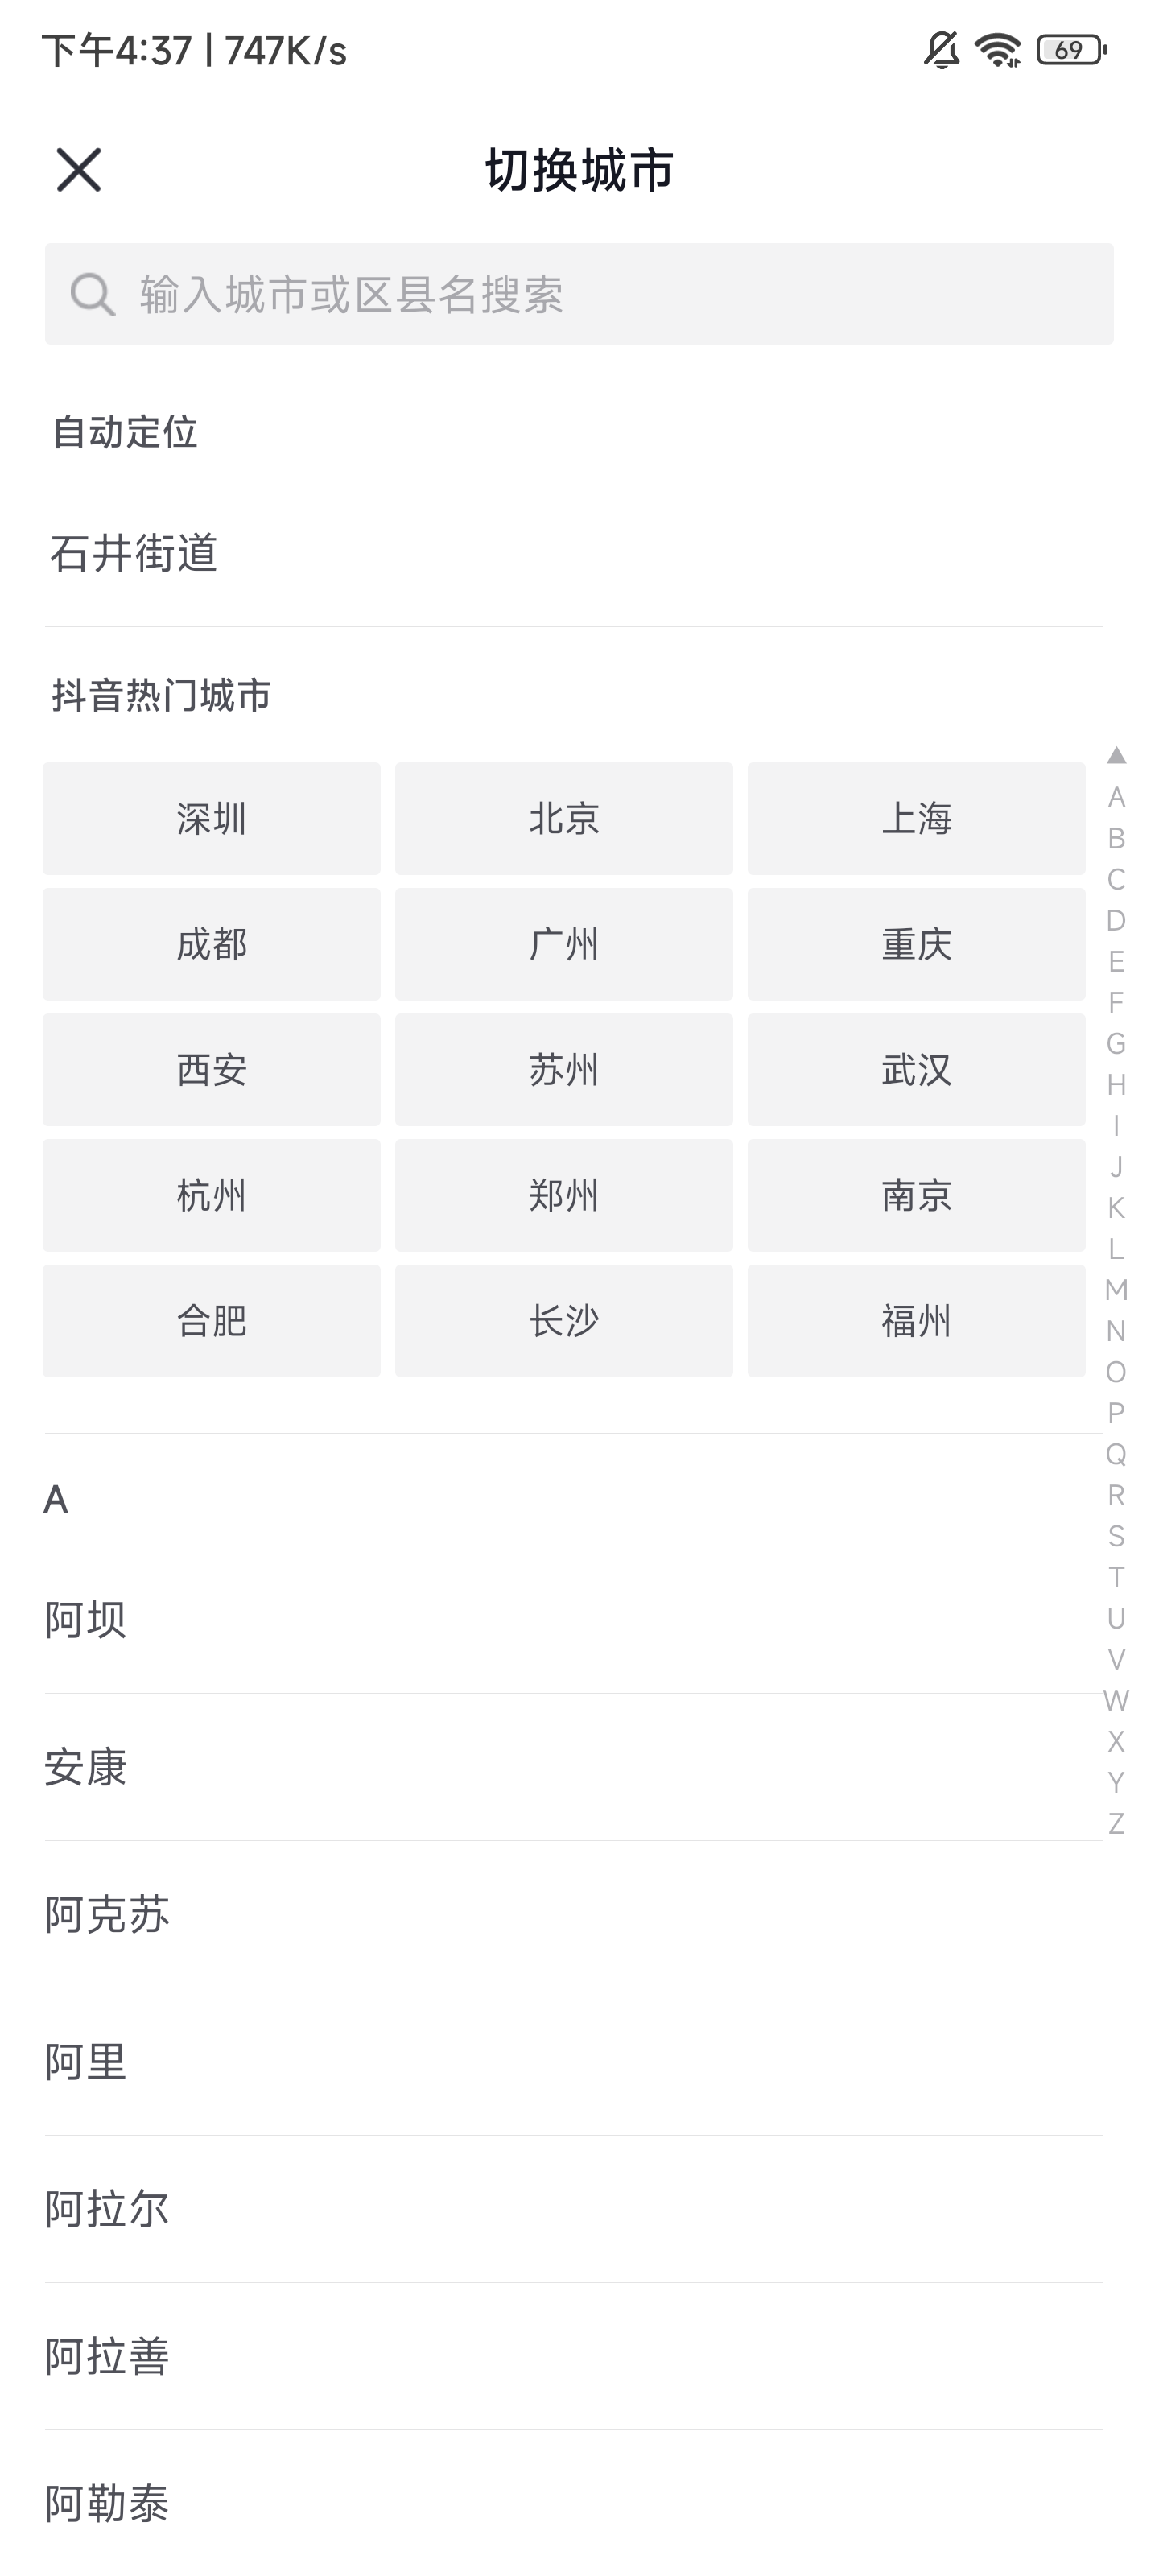 下午4:37 | 747K/s 69
切换城市
输入城市或区县名搜索
自动定位
石井街道
抖音热门城市
深圳 北京 上海
成都 广州 重庆
西安 苏州 武汉
杭州 郑州 南京
合肥 长沙 福州
A
阿坝
安康
阿克苏
阿里
阿拉尔
阿拉善
阿勒泰
A
B
C
D
E
F
G
H
I
J
K
L
M
N
O
P
Q
R
S
T
U
V
W
X
Y
Z